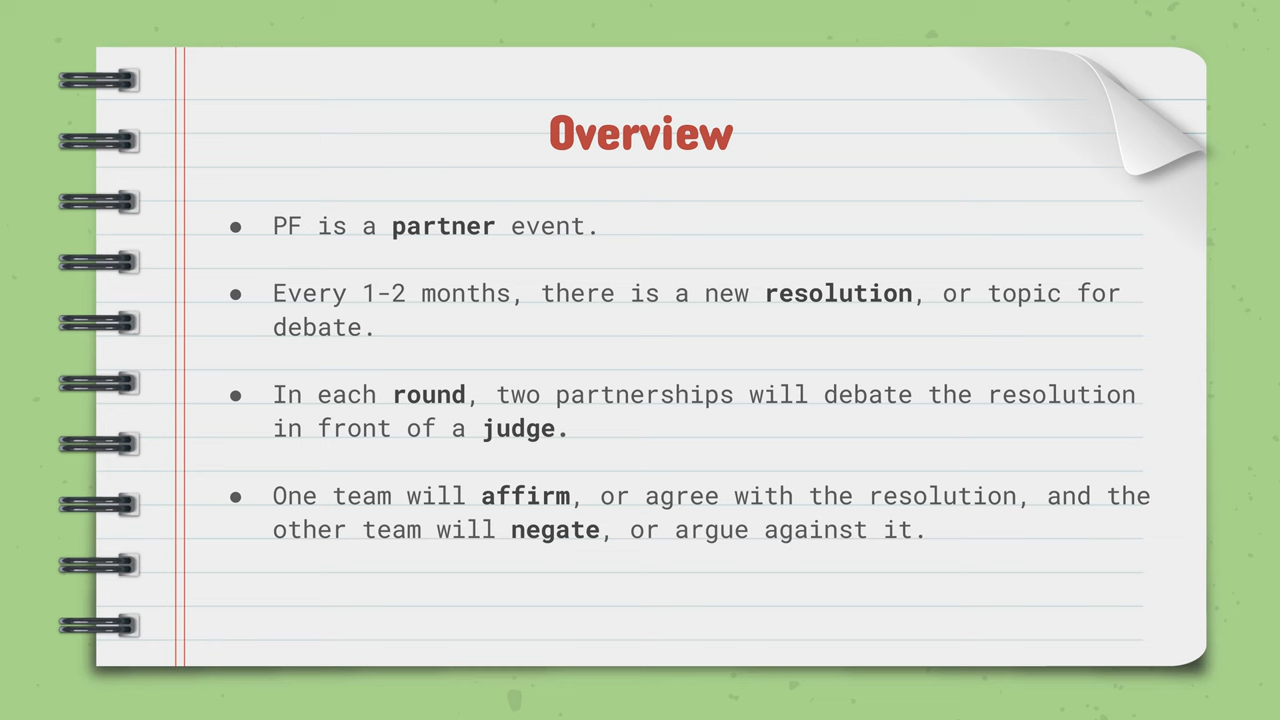 Overview
● PF is a partner event.
● Every 1-2 months, there is a new resolution, or topic for
debate.
● In each round, two partnerships will debate the resolution
in front of a judge.
● One team will affirm, or agree with the resolution, and the
other team will negate, or argue against it.